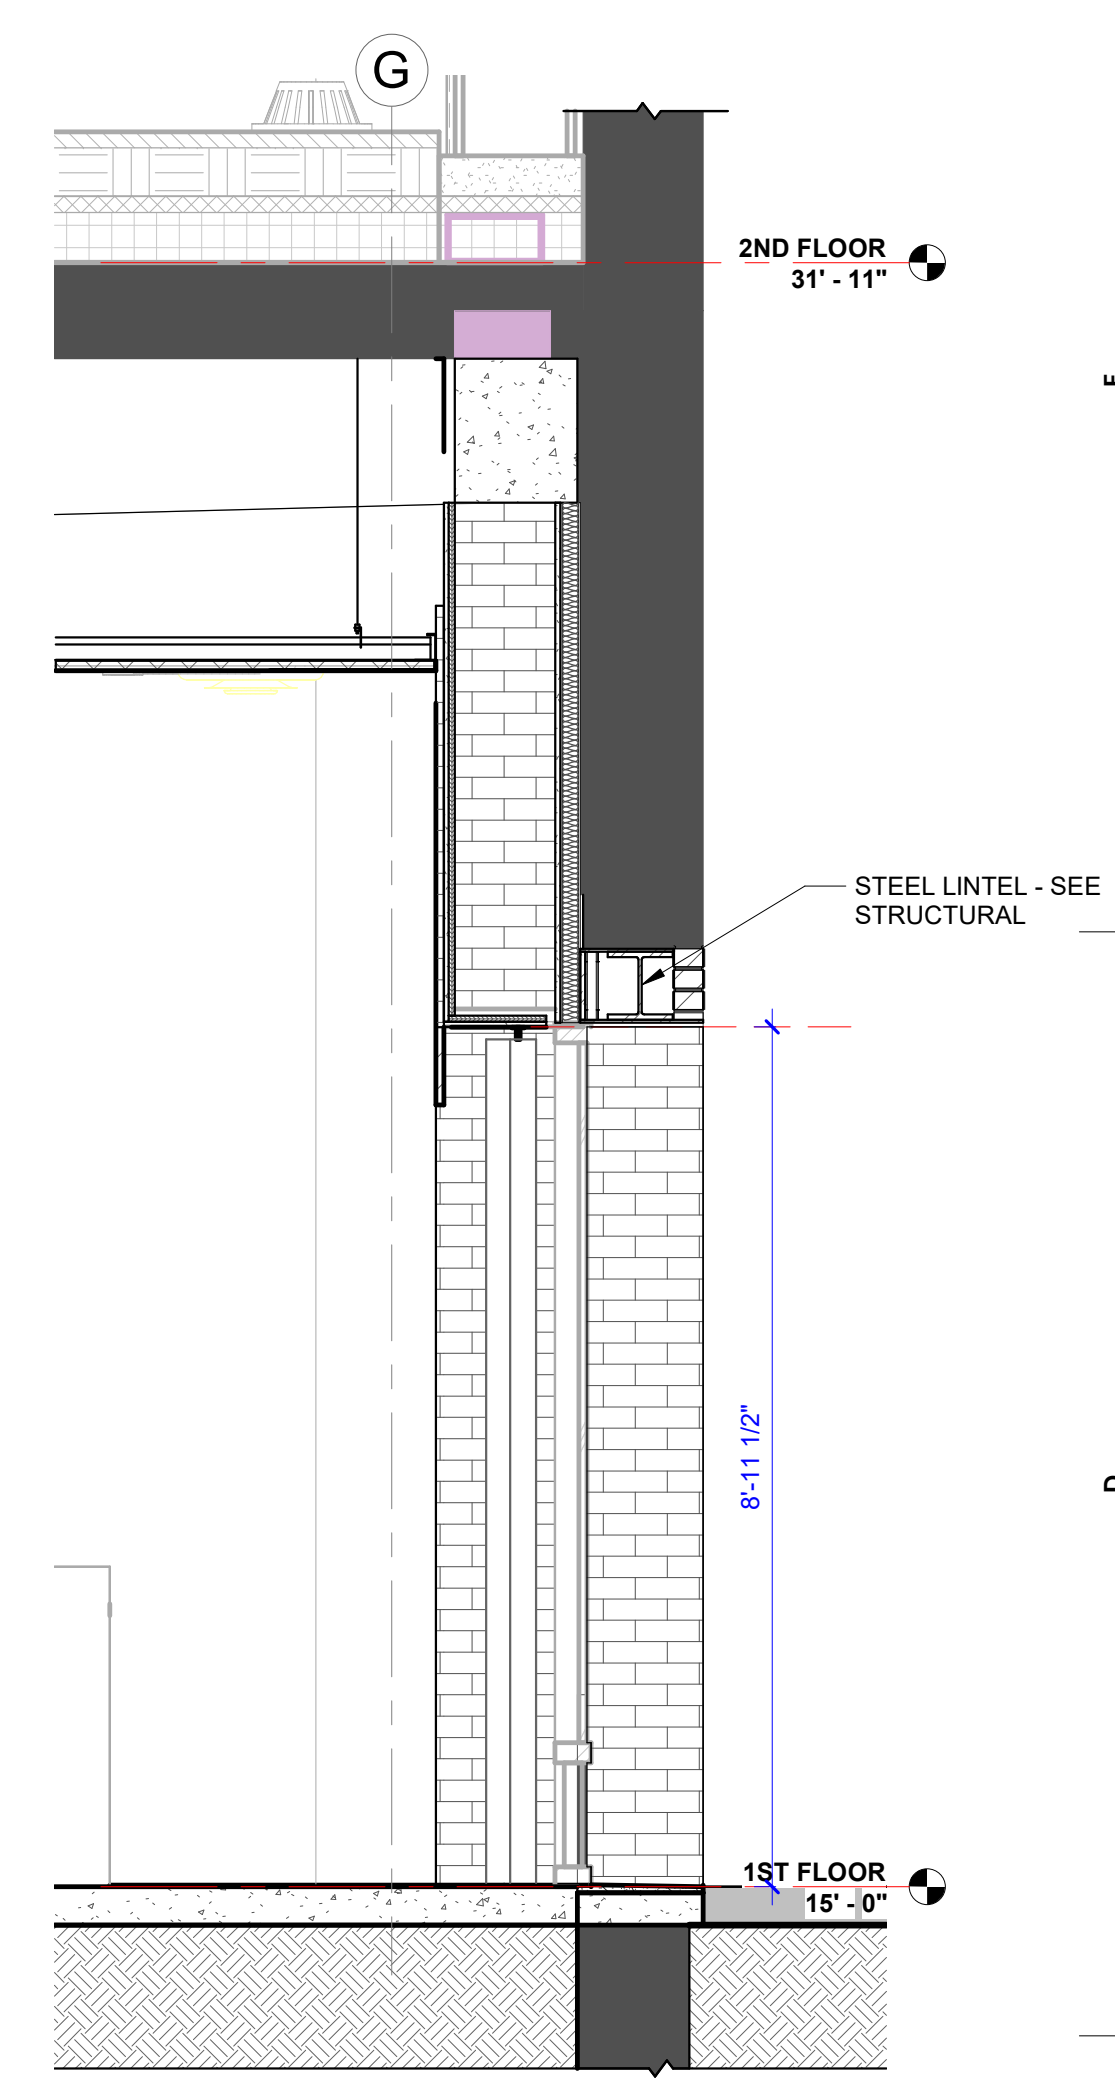 G
2ND FLOOR
31' - 11"
STEEL LINTEL - SEE
STRUCTURAL
8'-11 1/2"
D
1ST FLOOR
15' - 0"